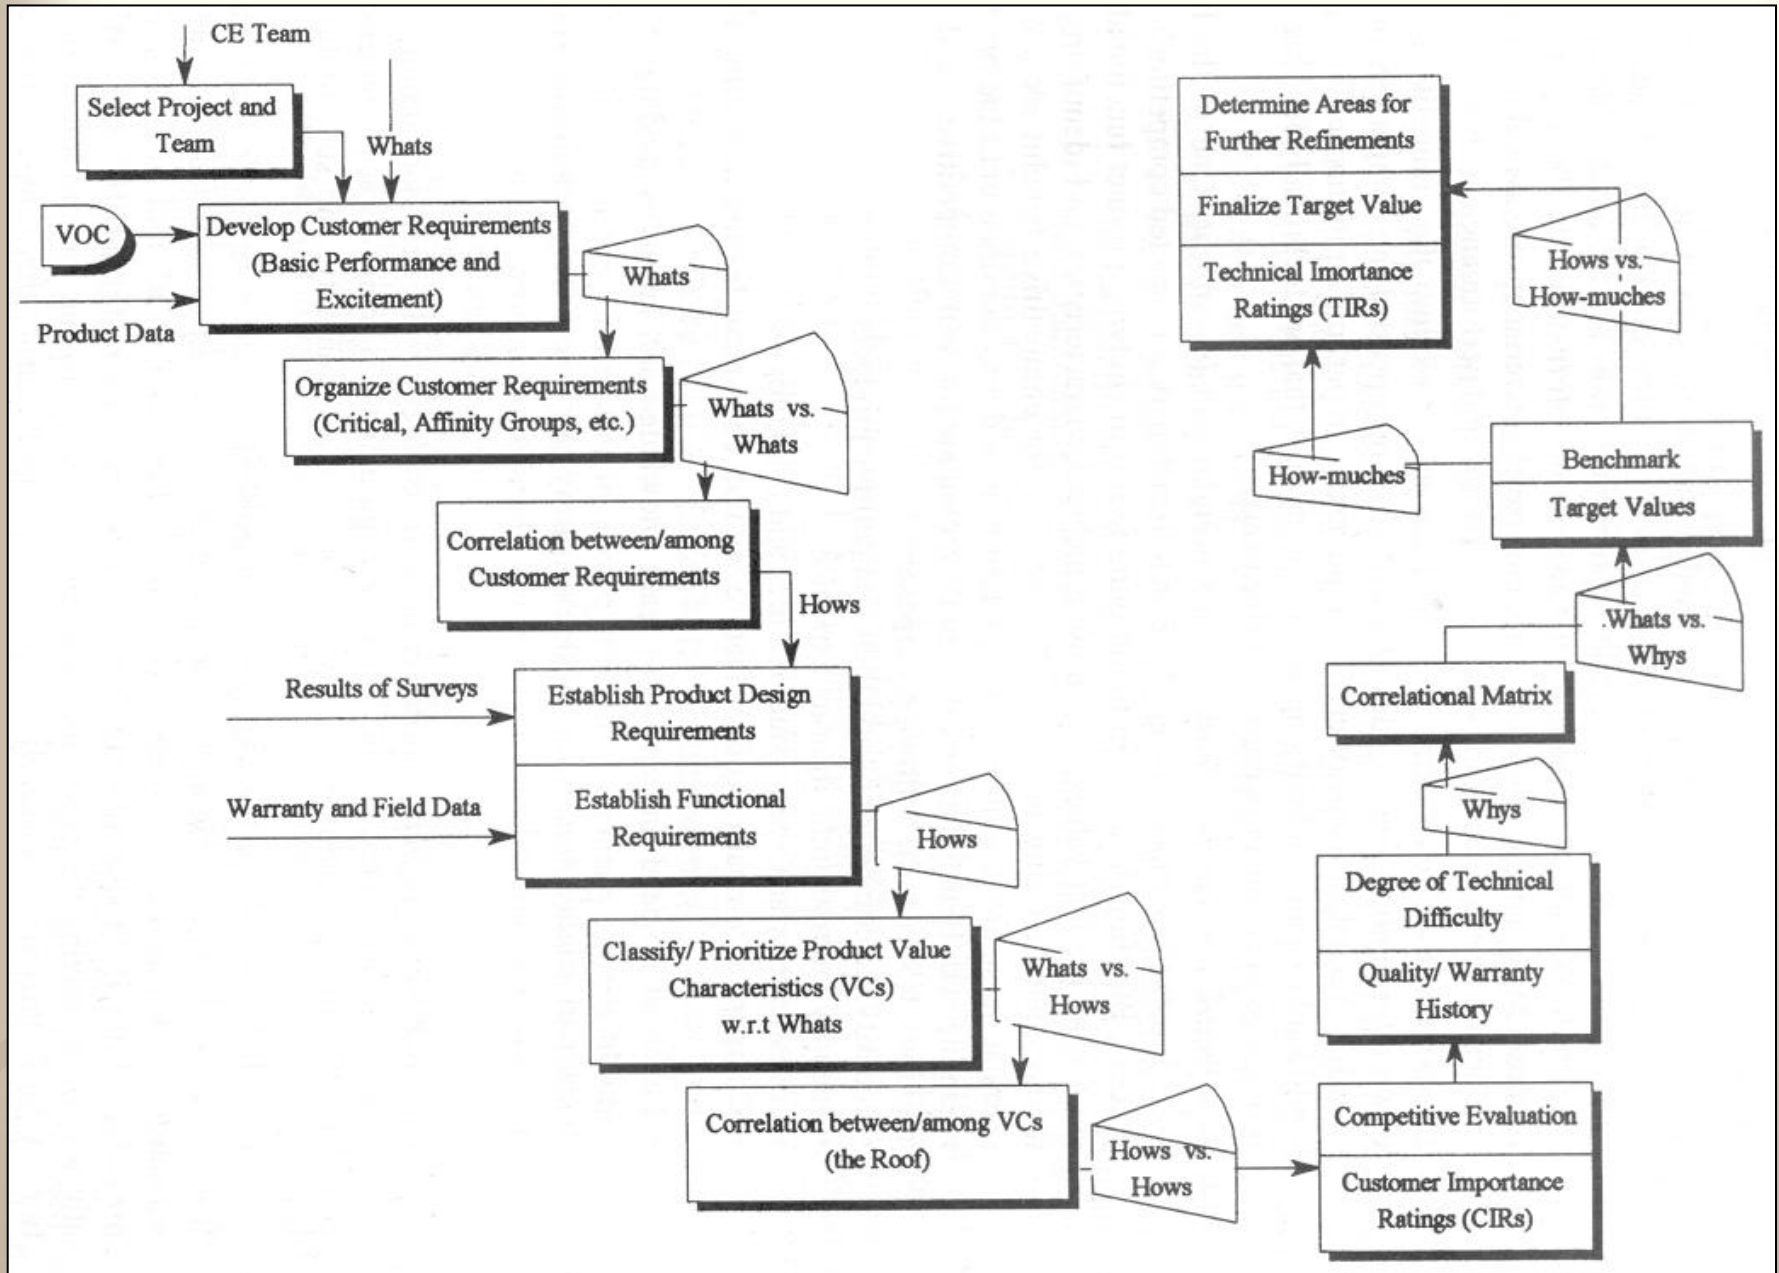 CE Team
Select Project and
Team
Whats
VOC
Develop Customer Requirements
(Basic Performance and
Excitement)
Product Data
Whats
Organize Customer Requirements
(Critical, Affinity Groups, etc.)
Whats vs.
Whats
Correlation between/among
Customer Requirements
Hows
Results of Surveys
Establish Product Design
Requirements
Warranty and Field Data
Establish Functional
Requirements
Hows
Classify/ Prioritize Product Value
Characteristics (VCs)
w.r.t Whats
Whats vs.
Hows
Correlation between/among VCs
(the Roof)
Hows vs.
Hows
Competitive Evaluation
Customer Importance
Ratings (CIRs)
Degree of Technical
Difficulty
Quality/ Warranty
History
Whys
Correlational Matrix
Whats vs.
Whys
Benchmark
Target Values
How-muches
Hows vs.
How-muches
Determine Areas for
Further Refinements
Finalize Target Value
Technical Imortance
Ratings (TIRs)